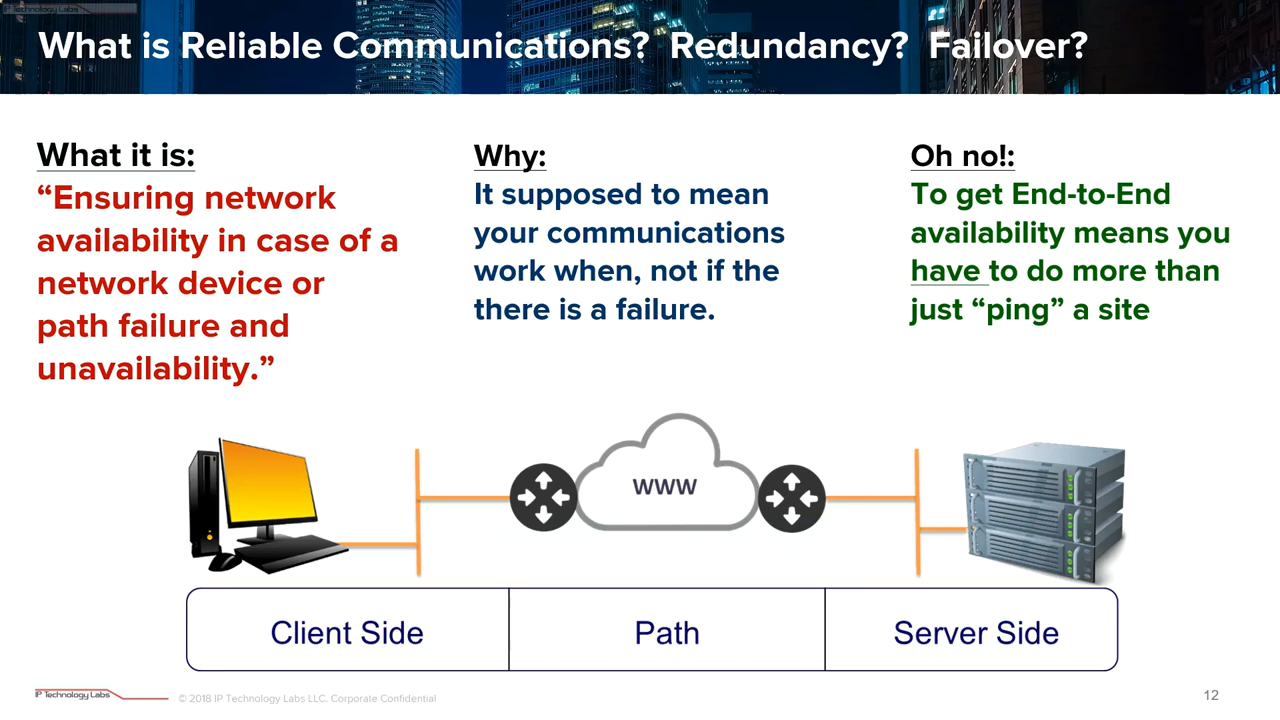 IP Technology Labs
What is Reliable Communications? Redundancy? Failover?
What it is:
“Ensuring network
availability in case of a
network device or
path failure and
unavailability.”
Why:
It supposed to mean
your communications
work when, not if the
there is a failure.
Oh no!:
To get End-to-End
availability means you
have to do more than
just “ping” a site
www
Client Side
Path
Server Side
IP Technology Labs
© 2018 IP Technology Labs LLC. Corporate Confidential
12